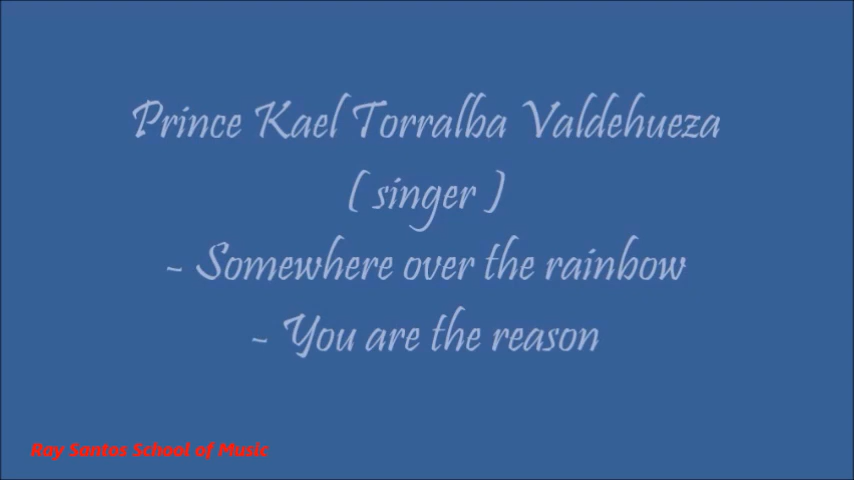 Prince Kael Torralba Valdehueza
( singer )
- Somewhere over the rainbow
- You are the reason
Ray Santos School of Music